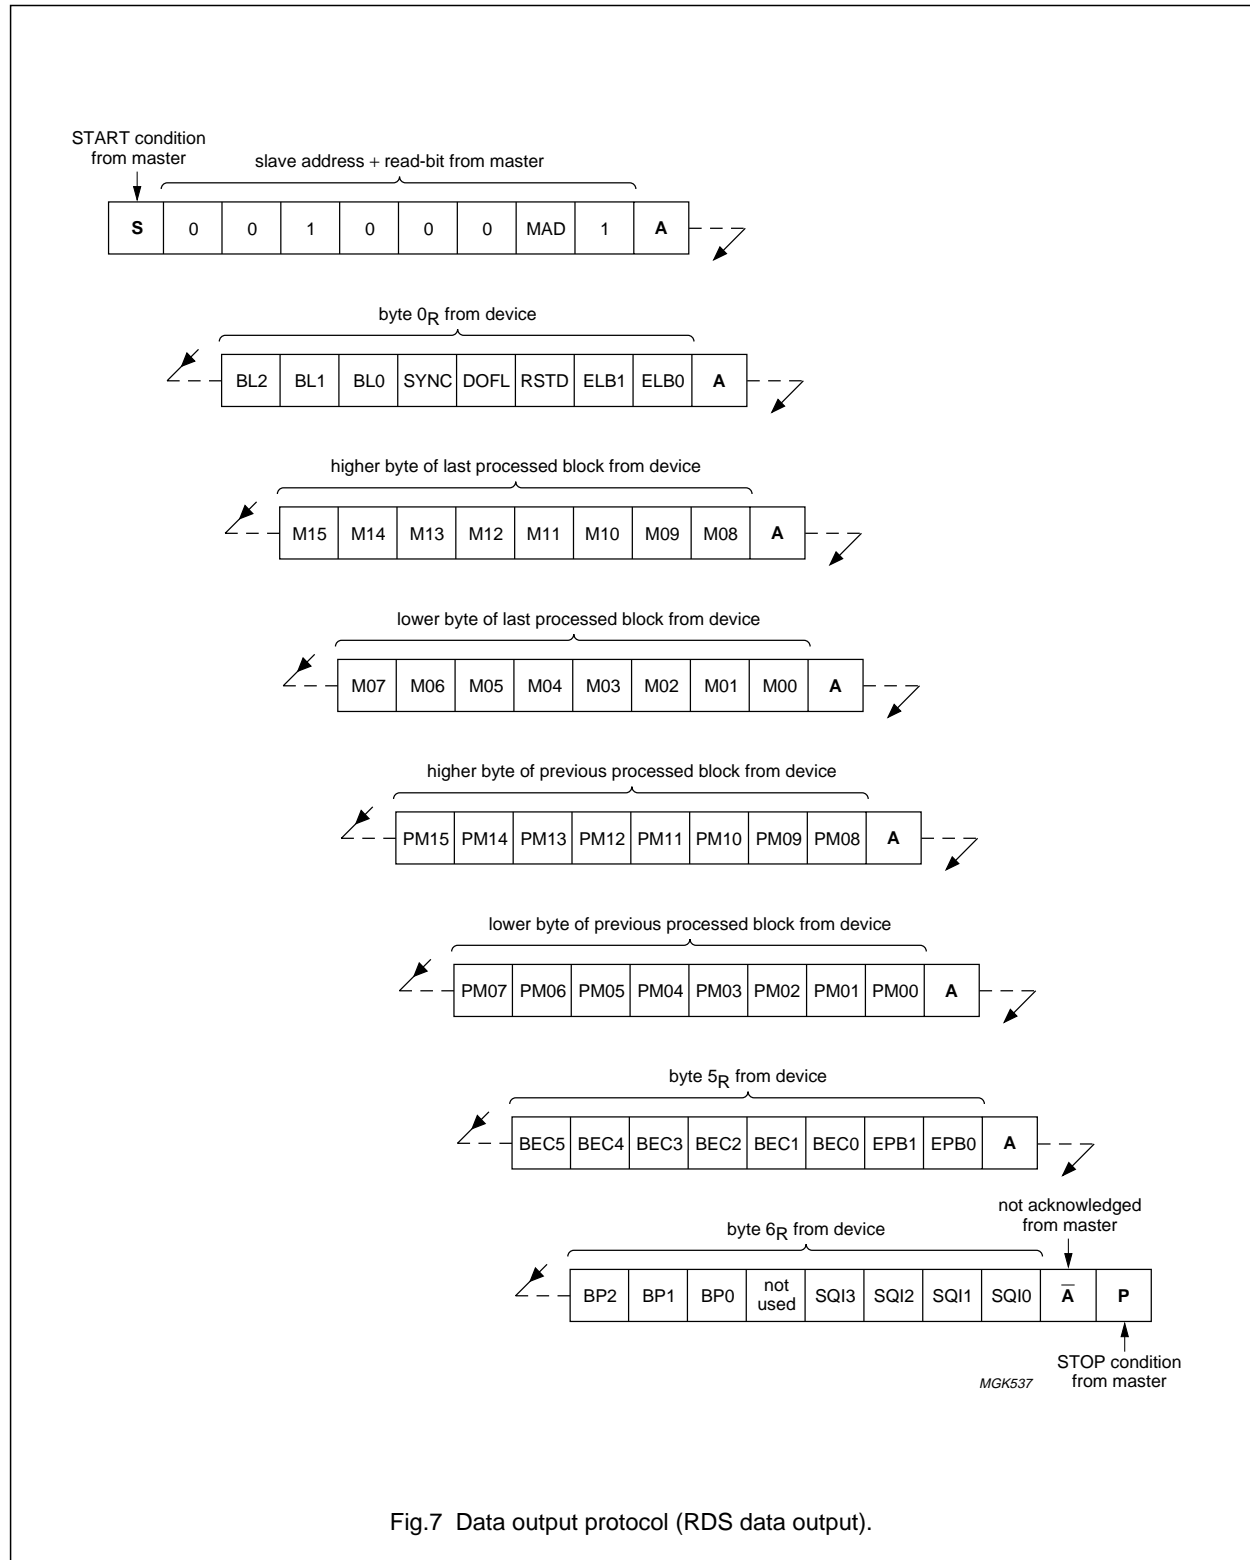 START condition
from master
slave address + read-bit from master
S 0 0 1 0 0 0 MAD 1 A
byte 0R from device
BL2 BL1 BL0 SYNC DOFL RSTD ELB1 ELB0 A
higher byte of last processed block from device
M15 M14 M13 M12 M11 M10 M09 M08 A
lower byte of last processed block from device
M07 M06 M05 M04 M03 M02 M01 M00 A
higher byte of previous processed block from device
PM15 PM14 PM13 PM12 PM11 PM10 PM09 PM08 A
lower byte of previous processed block from device
PM07 PM06 PM05 PM04 PM03 PM02 PM01 PM00 A
byte 5R from device
BEC5 BEC4 BEC3 BEC2 BEC1 BEC0 EPB1 EPB0 A
not acknowledged
from master
byte 6R from device
BP2 BP1 BP0 not used SQI3 SQI2 SQI1 SQI0 A̅ P
STOP condition
from master
MGK537
Fig.7 Data output protocol (RDS data output).